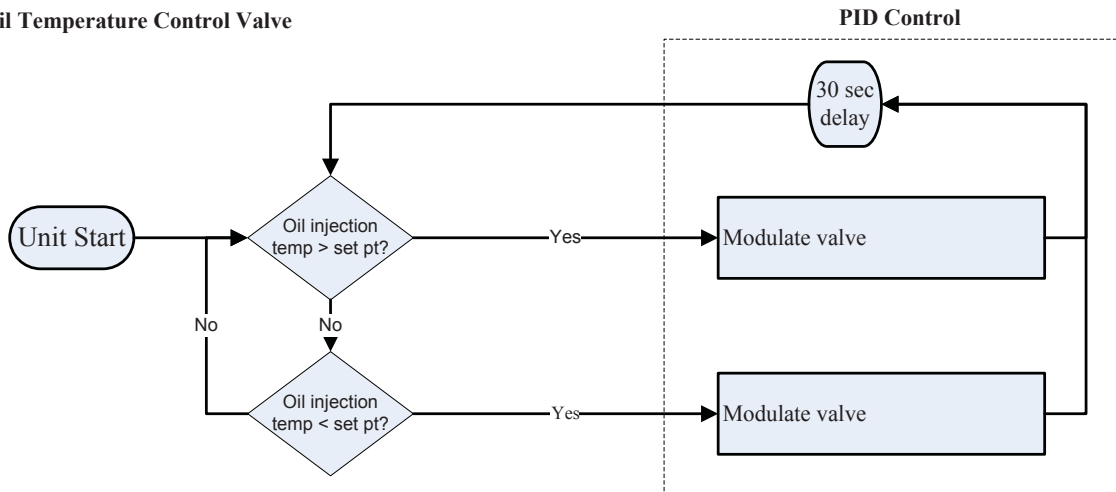 il Temperature Control Valve
PID Control
30 sec
delay
Unit Start
Oil injection
temp > set pt?
Yes
Modulate valve
No
No
Oil injection
temp < set pt?
Yes
Modulate valve